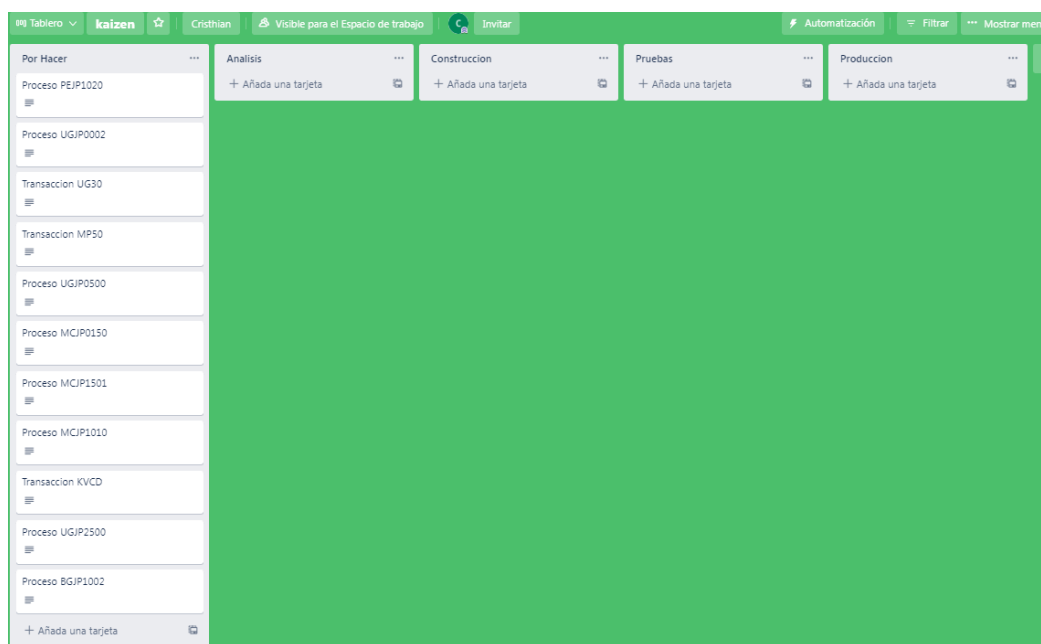 Tablero kaizen Cristhian Visible para el Espacio de trabajo C Invitar Automatización Filtrar ··· Mostrar men
Por Hacer ···
Proceso PEJP1020
Proceso UGJP0002
Transaccion UG30
Transaccion MP50
Proceso UGJP0500
Proceso MCJP0150
Proceso MCJP1501
Proceso MCJP1010
Transaccion KVCD
Proceso UGJP2500
Proceso BGJP1002
+ Añada una tarjeta
Analisis ···
+ Añada una tarjeta
Construccion ···
+ Añada una tarjeta
Pruebas ···
+ Añada una tarjeta
Produccion ···
+ Añada una tarjeta